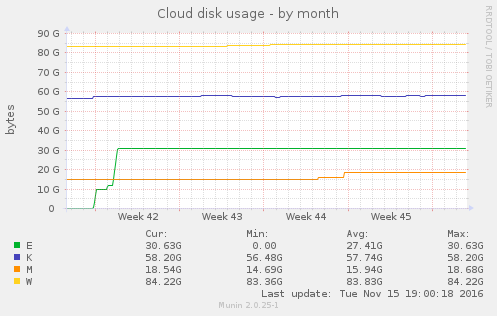 Cloud disk usage - by month
RRDTOOL / TOBI OETIKER
bytes
90 G
80 G
70 G
60 G
50 G
40 G
30 G
20 G
10 G
0
Week 42 Week 43 Week 44 Week 45
Cur: Min: Avg: Max:
E 30.63G 0.00 27.41G 30.63G
K 58.20G 56.48G 57.74G 58.20G
M 18.54G 14.69G 15.94G 18.68G
W 84.22G 83.36G 83.83G 84.22G
Last update: Tue Nov 15 19:00:18 2016
Munin 2.0.25-1